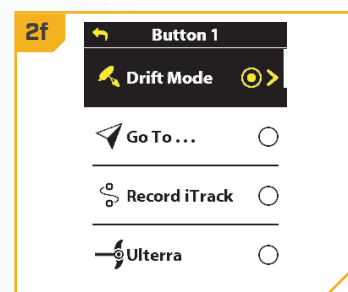 2f
Button 1
Drift Mode
Go To ...
Record iTrack
Ulterra